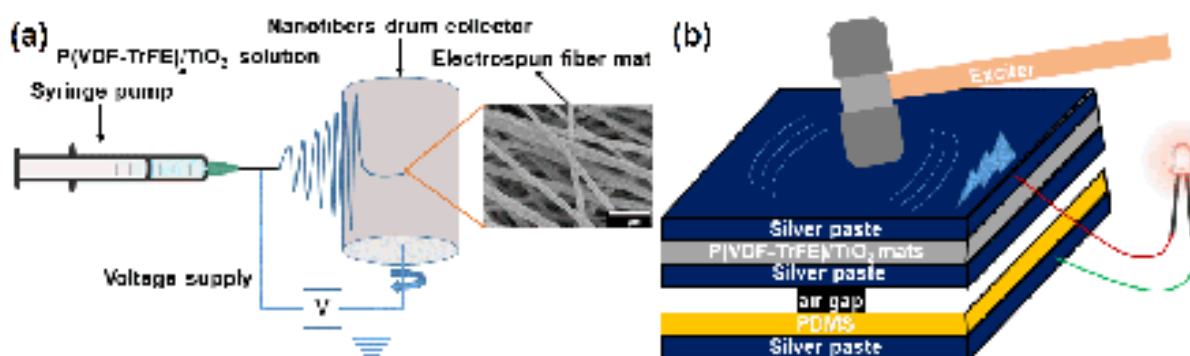 (a)
Nanofibers drum collector
P(VDF-TrFE)/TiO2 solution
Electrospun fiber mat
Syringe pump
Voltage supply
V
(b)
Exciter
Silver paste
P(VDF-TrFE)/TiO2 mats
Silver paste
air gap
PDMS
Silver paste